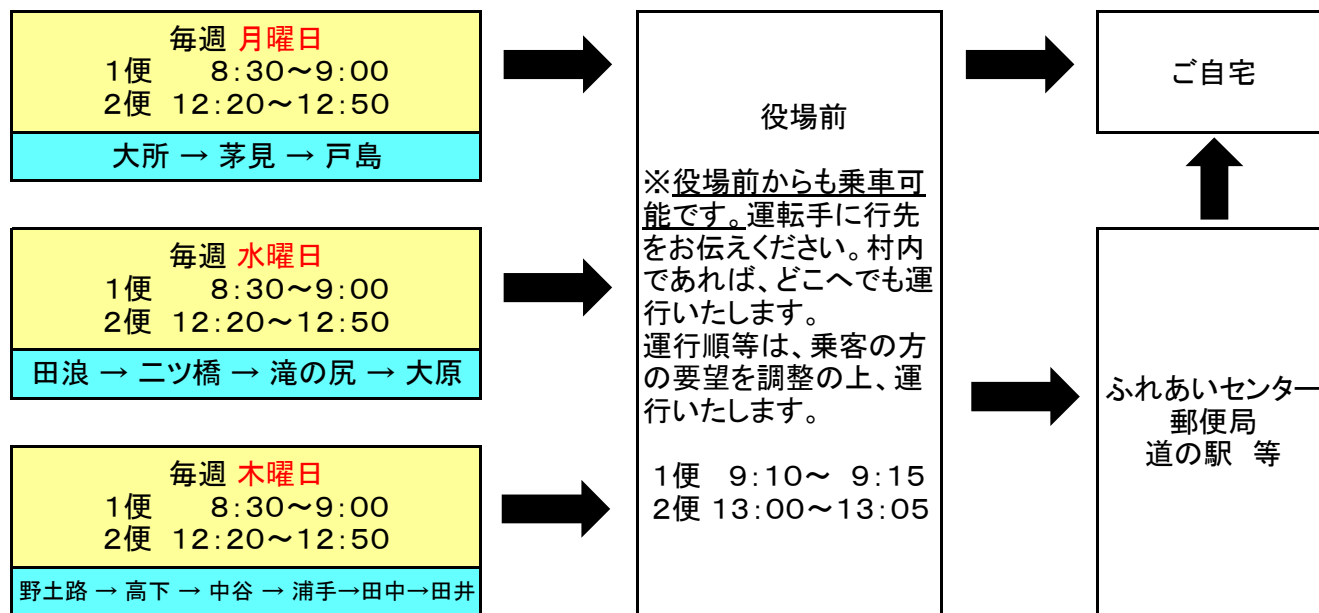 毎週 月曜日
1便 8:30～9:00
2便 12:20～12:50
大所 → 茅見 → 戸島
毎週 水曜日
1便 8:30～9:00
2便 12:20～12:50
田浪 → 二ツ橋 → 滝の尻 → 大原
毎週 木曜日
1便 8:30～9:00
2便 12:20～12:50
野土路 → 高下 → 中谷 → 浦手→田中→田井
役場前
※役場前からも乗車可
能です。運転手に行先
をお伝えください。村内
であれば、どこへでも運
行いたします。
運行順等は、乗客の方
の要望を調整の上、運
行いたします。
1便 9:10～ 9:15
2便 13:00～13:05
ご自宅
ふれあいセンター
郵便局
道の駅 等